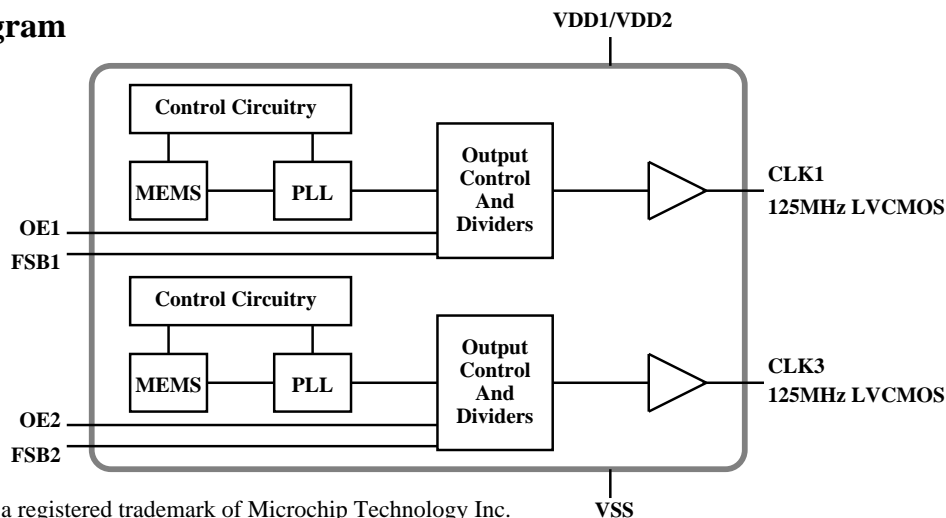 gram
VDD1/VDD2
Control Circuitry
MEMS
PLL
Output
Control
And
Dividers
CLK1
125MHz LVCMOS
OE1
FSB1
Control Circuitry
MEMS
PLL
Output
Control
And
Dividers
CLK3
125MHz LVCMOS
OE2
FSB2
a registered trademark of Microchip Technology Inc.
VSS